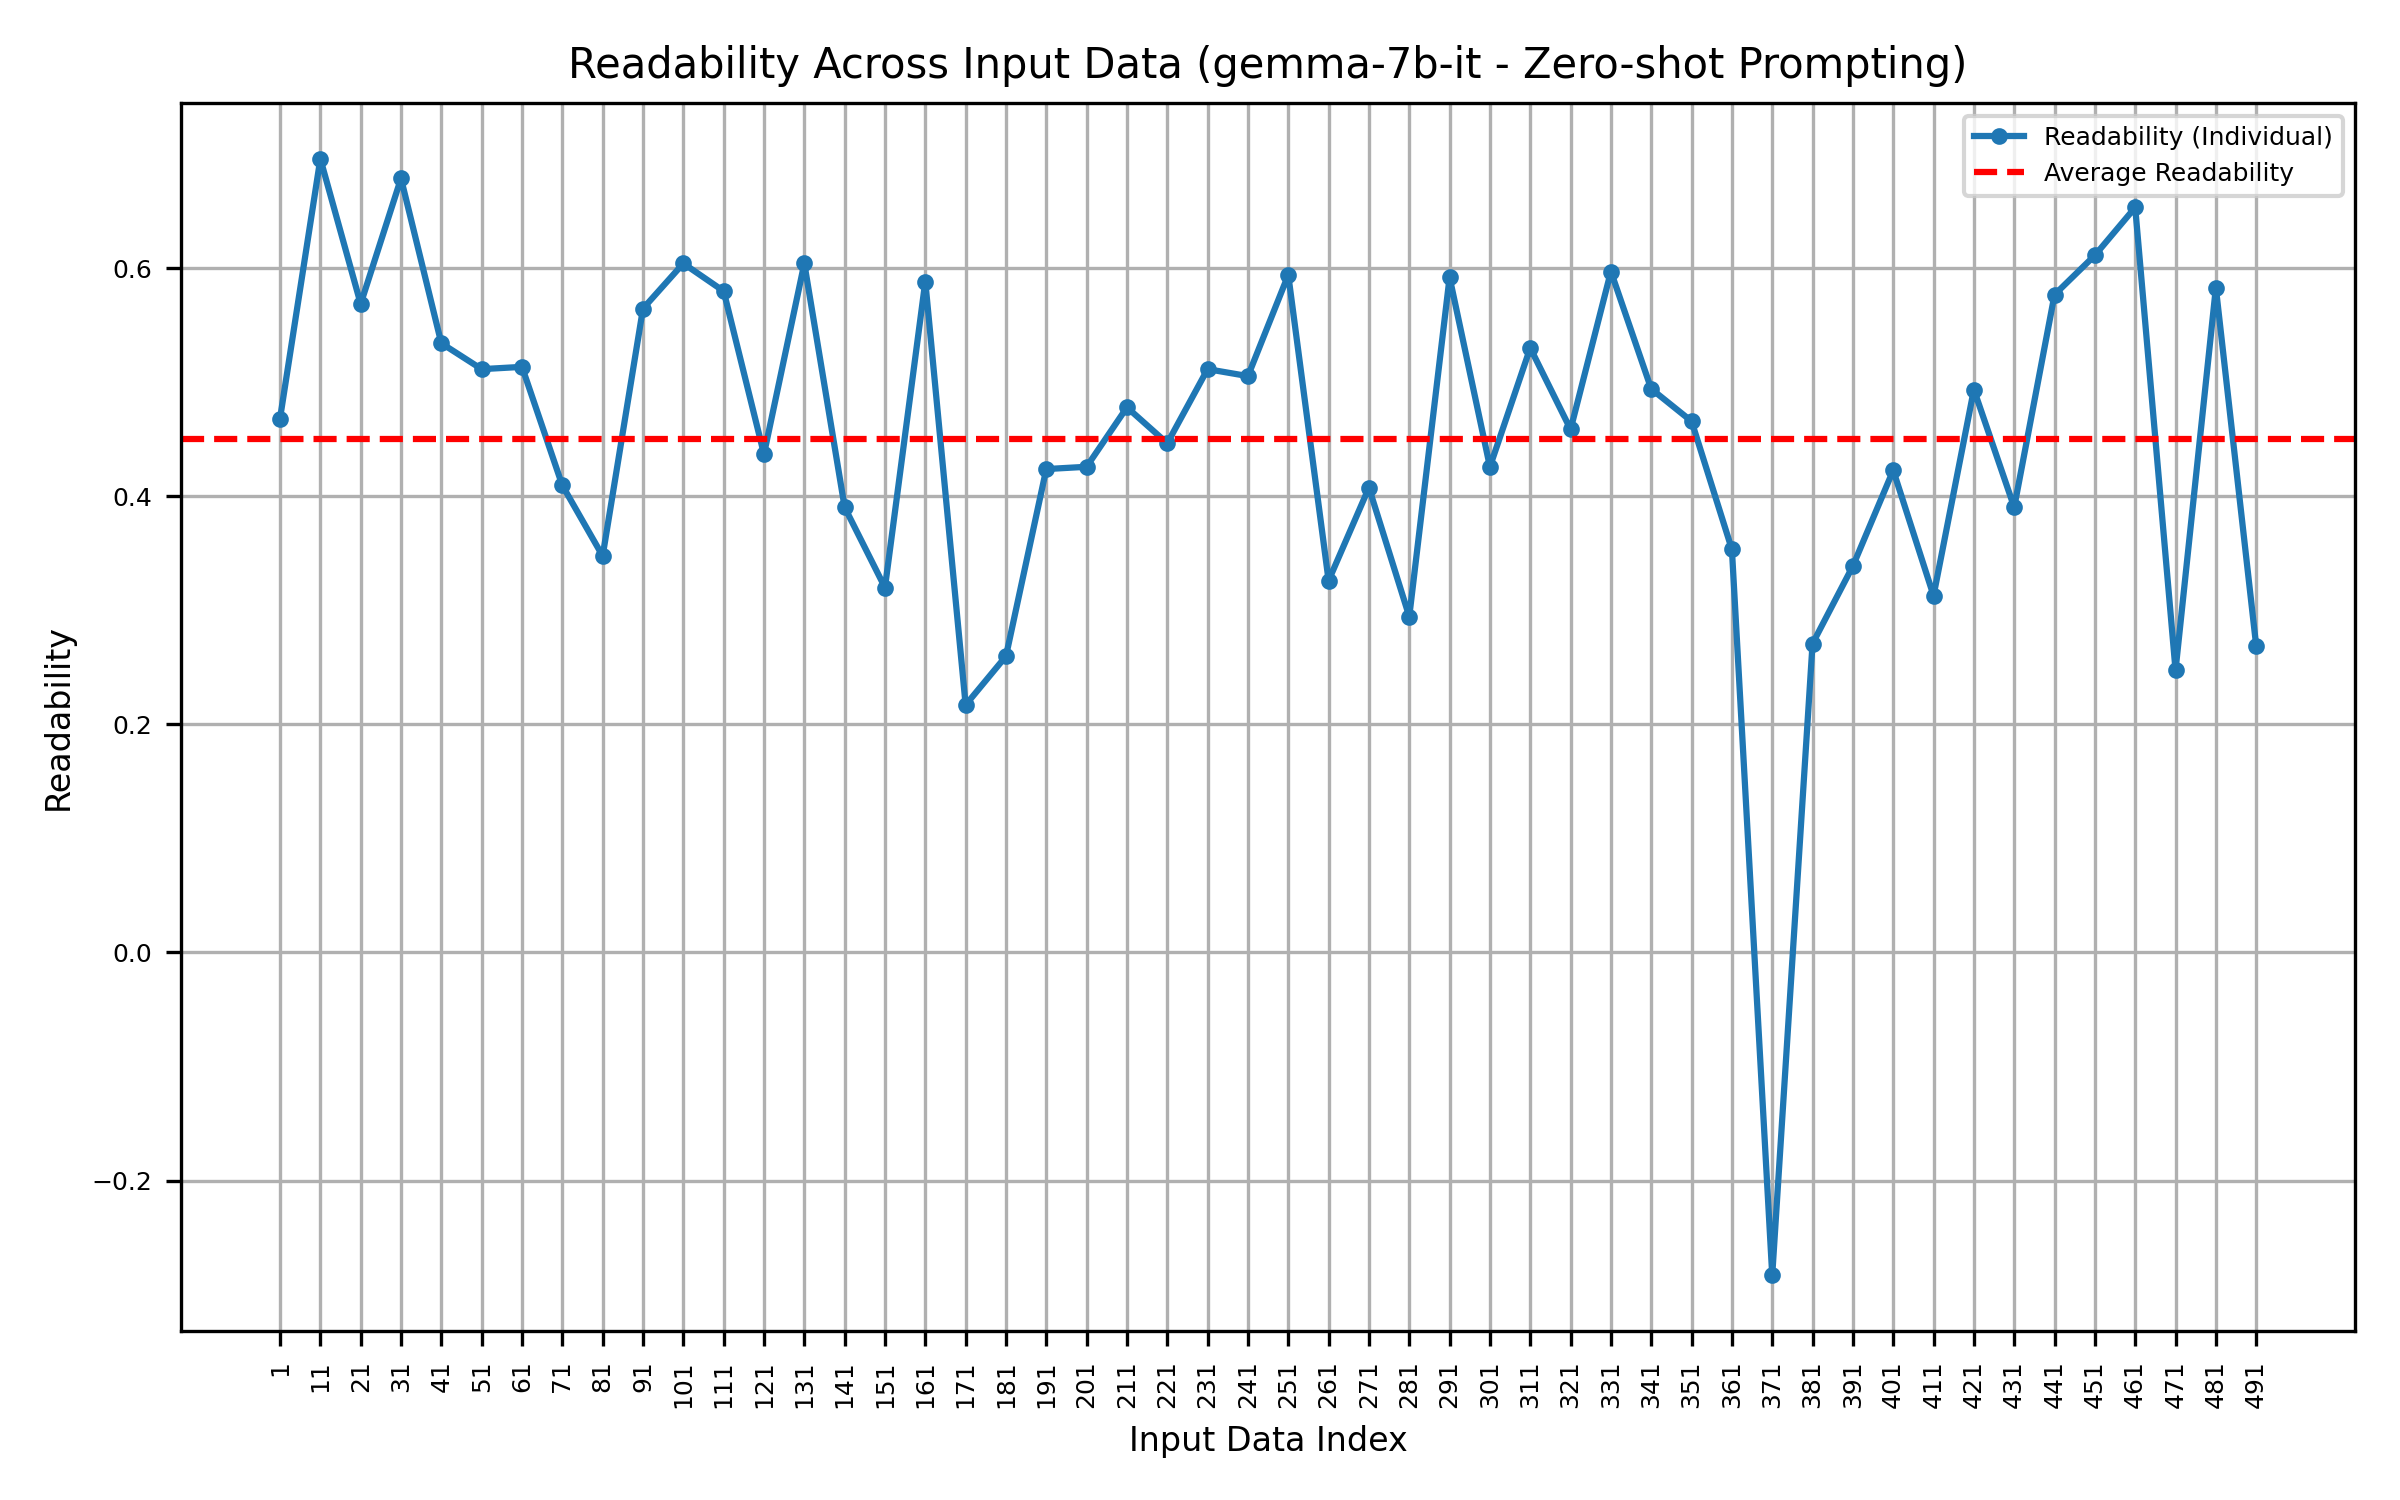 Readability Across Input Data (gemma-7b-it - Zero-shot Prompting)
Readability (Individual)
Average Readability
Readability
0.6
0.4
0.2
0.0
−0.2
1 11 21 31 41 51 61 71 81 91 101 111 121 131 141 151 161 171 181 191 201 211 221 231 241 251 261 271 281 291 301 311 321 331 341 351 361 371 381 391 401 411 421 431 441 451 461 471 481 491
Input Data Index